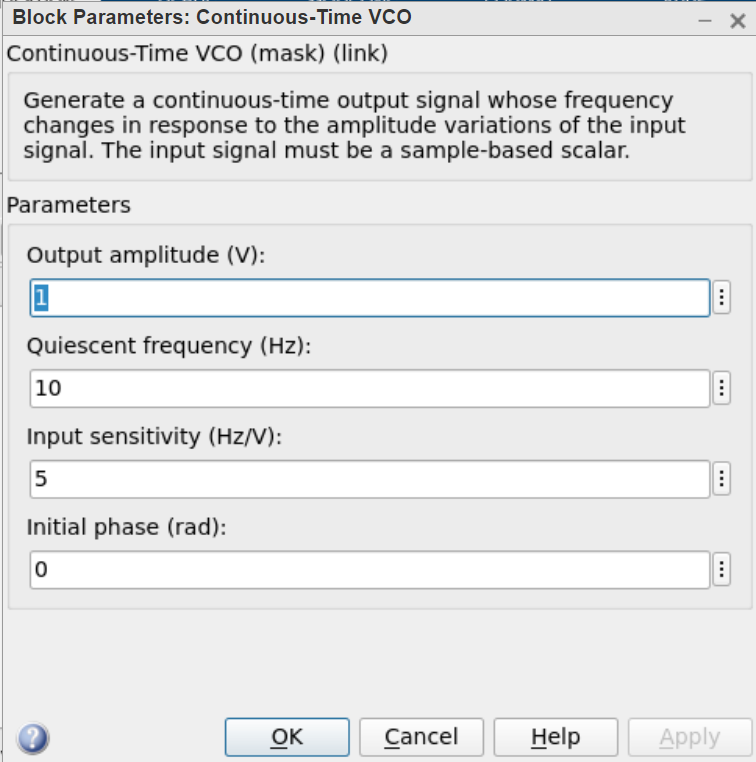 Block Parameters: Continuous-Time VCO
Continuous-Time VCO (mask) (link)
Generate a continuous-time output signal whose frequency
changes in response to the amplitude variations of the input
signal. The input signal must be a sample-based scalar.
Parameters
Output amplitude (V):
1
Quiescent frequency (Hz):
10
Input sensitivity (Hz/V):
5
Initial phase (rad):
0
OK Cancel Help Apply